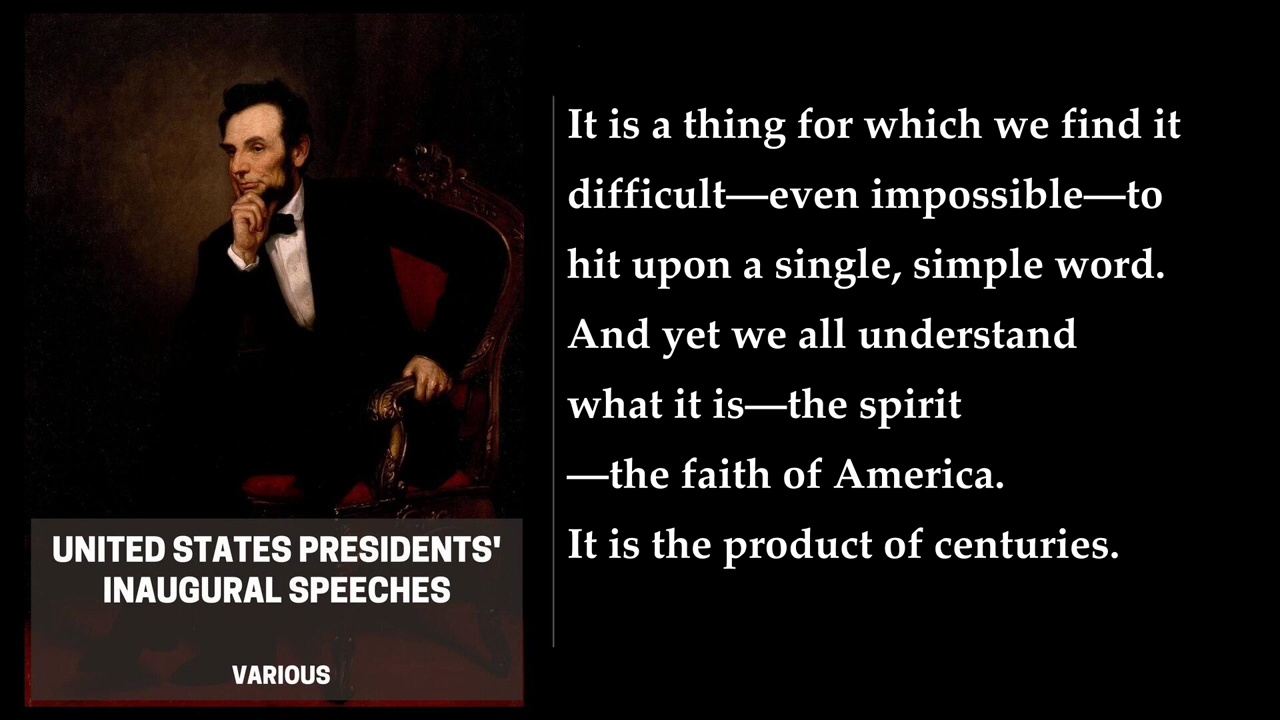 It is a thing for which we find it
difficult—even impossible—to
hit upon a single, simple word.
And yet we all understand
what it is—the spirit
—the faith of America.
It is the product of centuries.
UNITED STATES PRESIDENTS'
INAUGURAL SPEECHES
VARIOUS